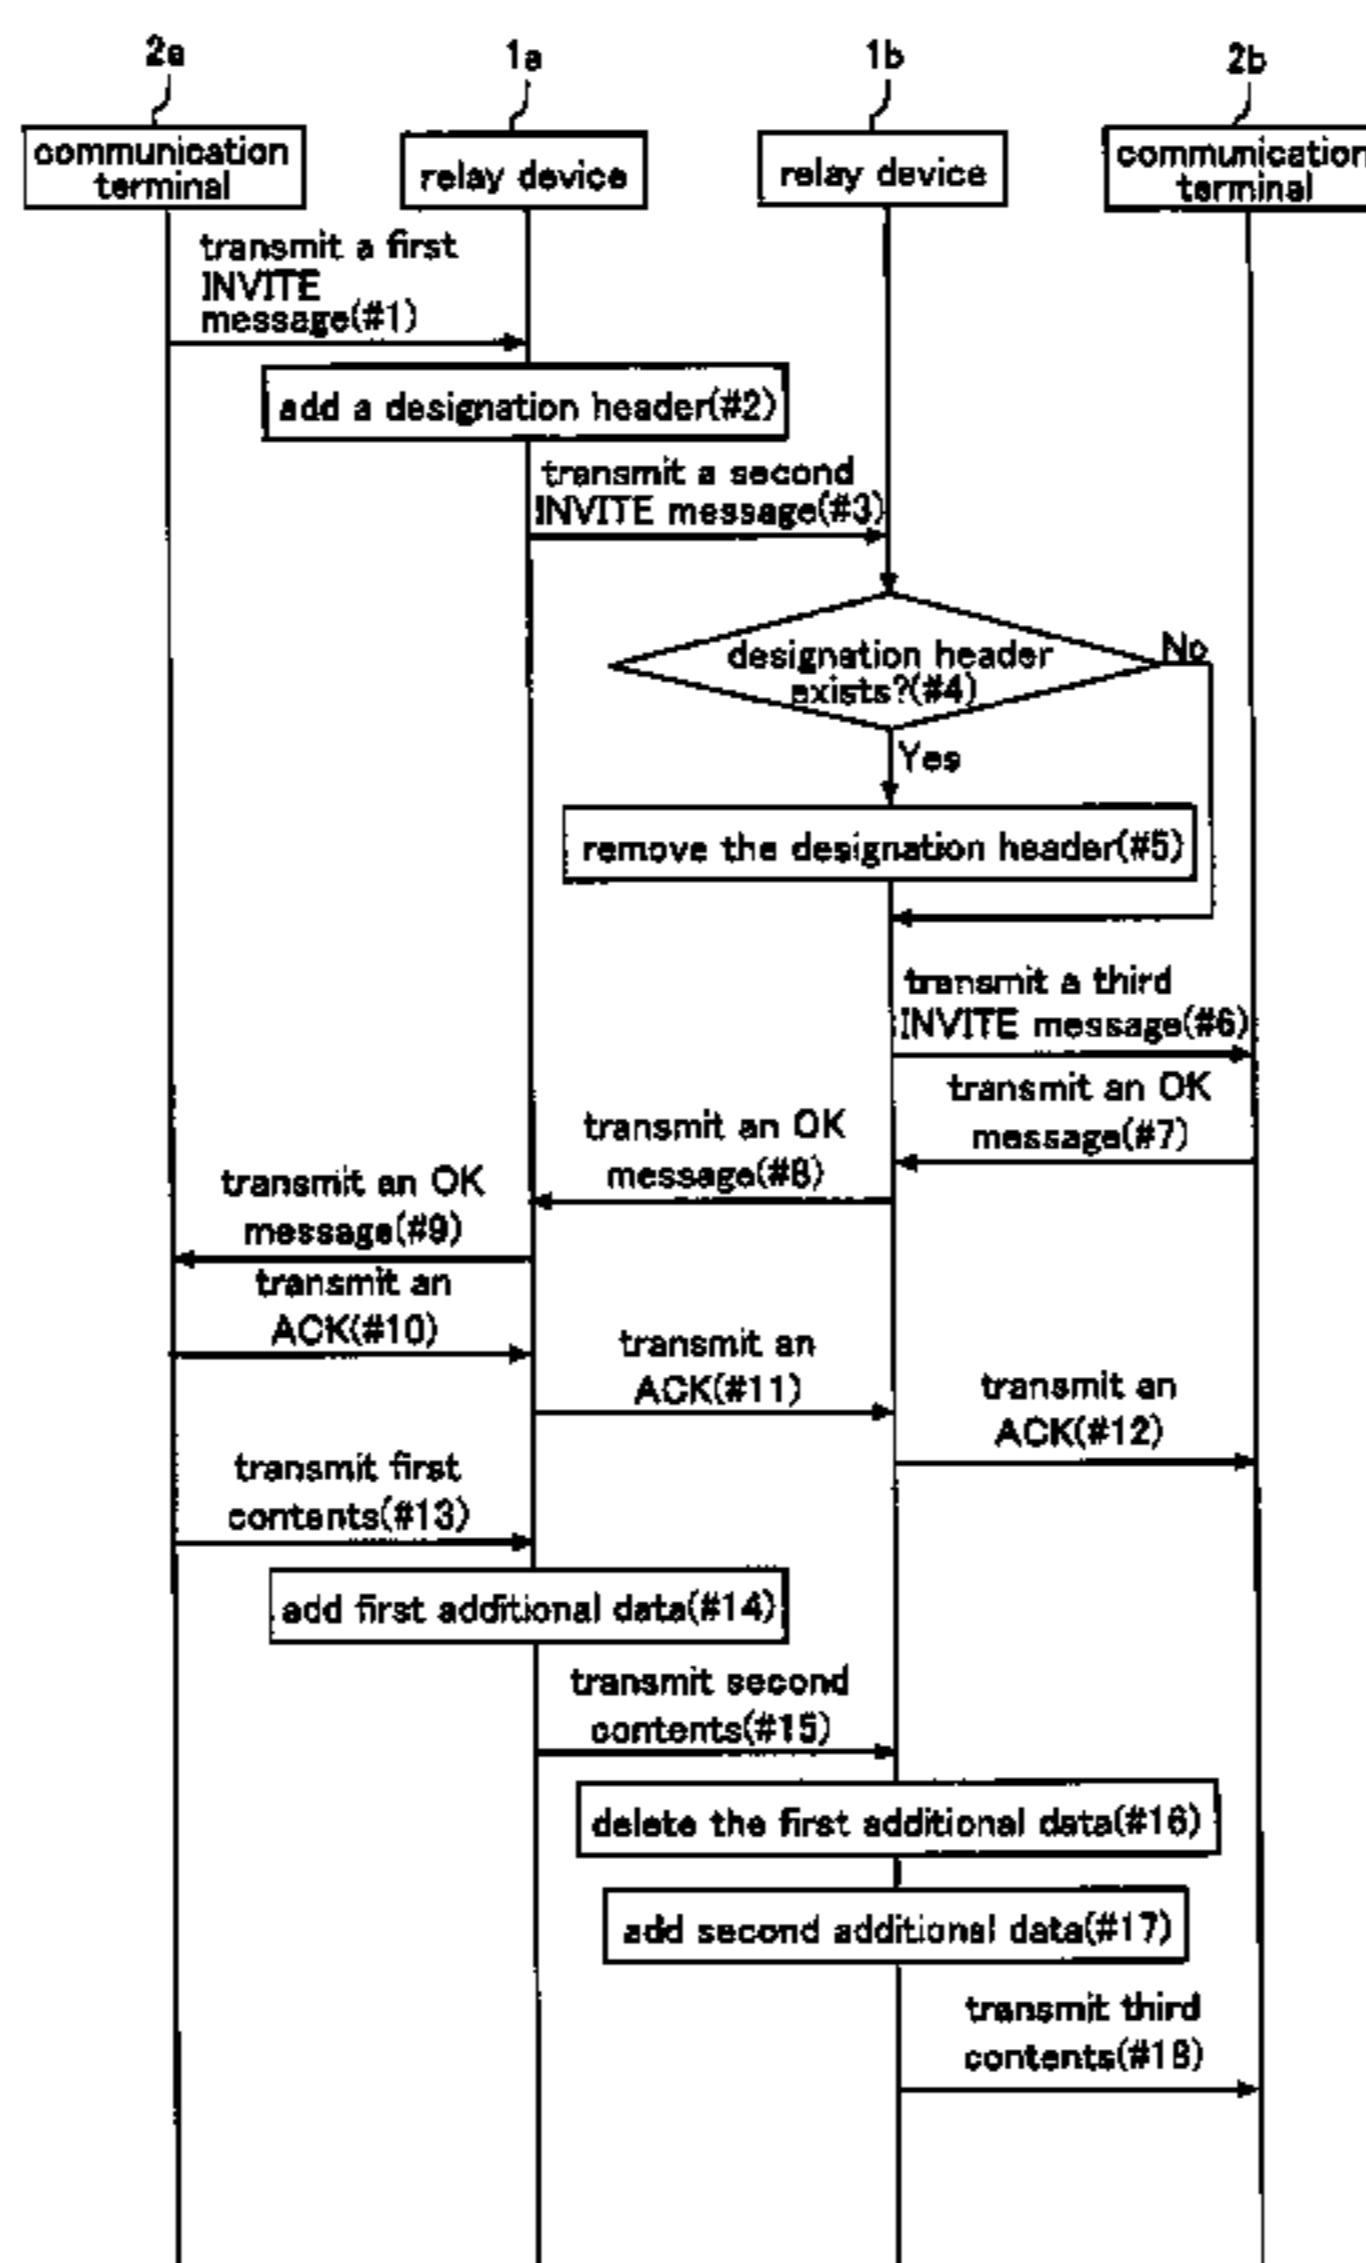 2a
1a
1b
2b
communication
terminal
relay device
relay device
communication
terminal
transmit a first
INVITE
message(#1)
add a designation header(#2)
transmit a second
INVITE message(#3)
designation header
exists?(#4)
No
Yes
remove the designation header(#5)
transmit a third
INVITE message(#6)
transmit an OK
message(#7)
transmit an OK
message(#8)
transmit an OK
message(#9)
transmit an
ACK(#10)
transmit an
ACK(#11)
transmit an
ACK(#12)
transmit first
contents(#13)
add first additional data(#14)
transmit second
contents(#15)
delete the first additional data(#16)
add second additional data(#17)
transmit third
contents(#18)